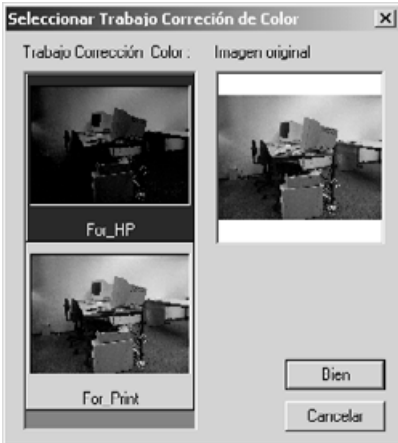 Seleccionar Trabajo Correción de Color
Trabajo Corrección Color:
Imagen original
For_HP
For_Print
Bien
Cancelar